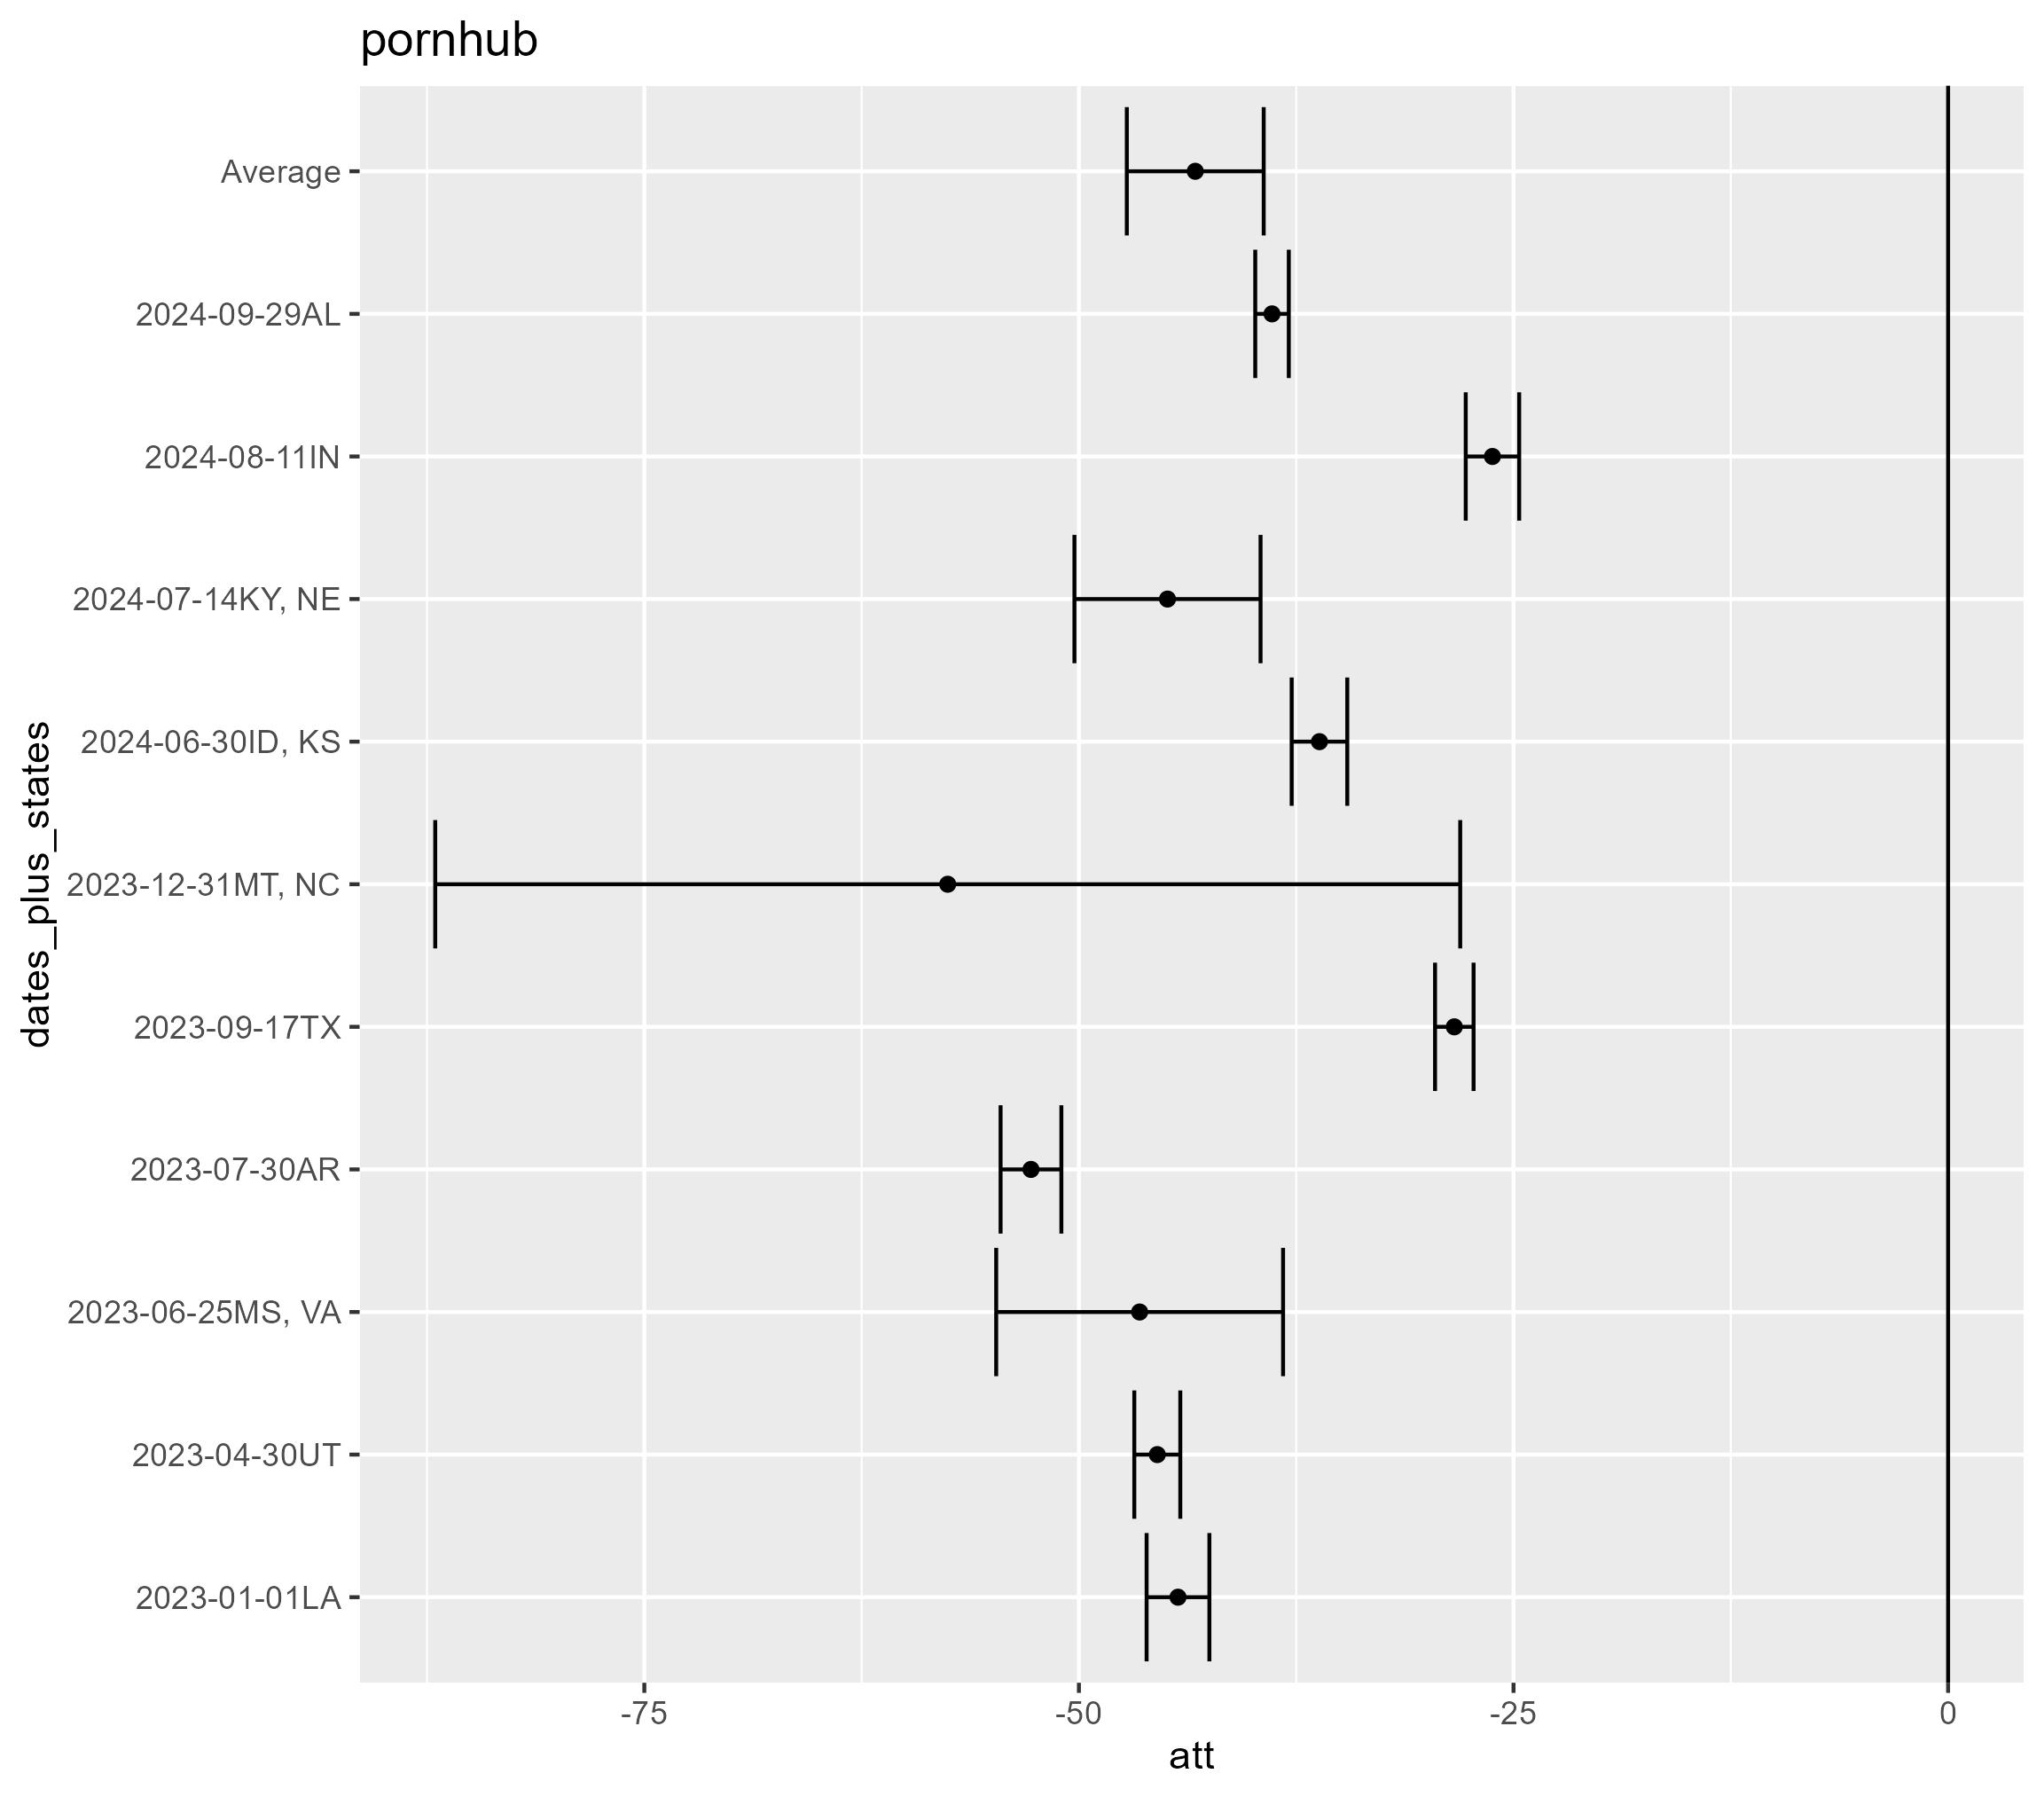 pornhub
Average
2024-09-29AL
2024-08-11IN
2024-07-14KY, NE
2024-06-30ID, KS
2023-12-31MT, NC
2023-09-17TX
2023-07-30AR
2023-06-25MS, VA
2023-04-30UT
2023-01-01LA
dates_plus_states
-75 -50 -25 0
att